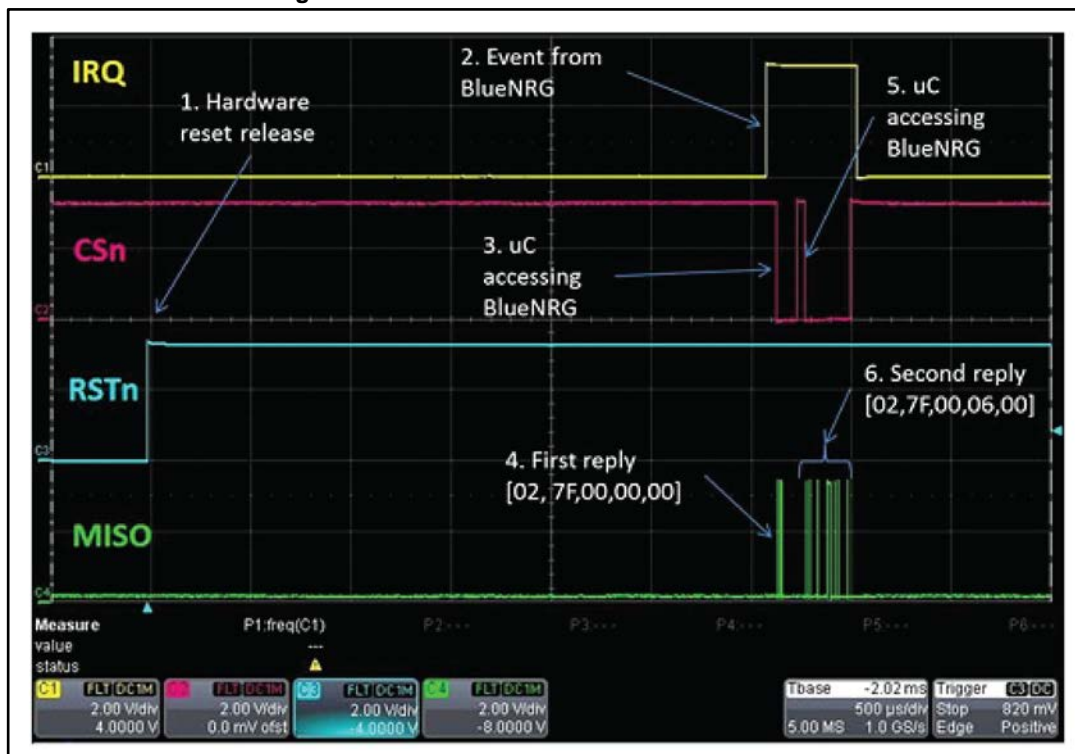 IRQ
1. Hardware
reset release
2. Event from
BlueNRG
5. uC
accessing
BlueNRG
C1
CSn
3. uC
accessing
BlueNRG
C2
RSTn
6. Second reply
[02,7F,00,06,00]
C3
4. First reply
[02, 7F,00,00,00]
MISO
C4
Measure P1:freq(C1) P2:--- P3:--- P4:--- P5:--- P6:---
value ---
status
C1 FLT DC1M C2 FLT DC1M C3 FLT DC1M C4 FLT DC1M Tbase -2.02 ms Trigger C3 DC
2.00 V/div 2.00 V/div 2.00 V/div 2.00 V/div 500 µs/div Stop 820 mV
4.0000 V 0.0 mV ofst -4.0000 V -8.0000 V 5.00 MS 1.0 GS/s Edge Positive